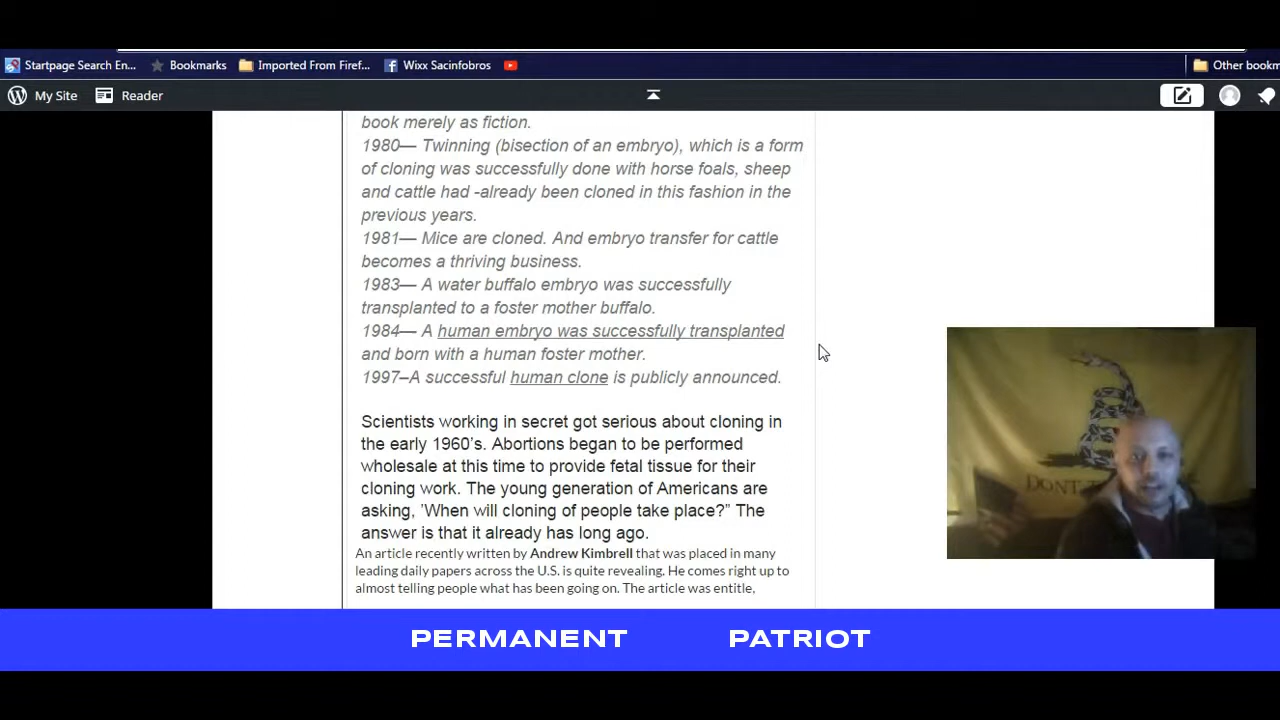 Startpage Search En...
Bookmarks
Imported From Firef...
Wixx Sacinfobros
Other bookm
My Site
Reader
book merely as fiction.
1980— Twinning (bisection of an embryo), which is a form
of cloning was successfully done with horse foals, sheep
and cattle had -already been cloned in this fashion in the
previous years.
1981— Mice are cloned. And embryo transfer for cattle
becomes a thriving business.
1983— A water buffalo embryo was successfully
transplanted to a foster mother buffalo.
1984— A human embryo was successfully transplanted
and born with a human foster mother.
1997–A successful human clone is publicly announced.
Scientists working in secret got serious about cloning in
the early 1960's. Abortions began to be performed
wholesale at this time to provide fetal tissue for their
cloning work. The young generation of Americans are
asking, 'When will cloning of people take place?" The
answer is that it already has long ago.
An article recently written by Andrew Kimbrell that was placed in many
leading daily papers across the U.S. is quite revealing. He comes right up to
almost telling people what has been going on. The article was entitle,
DONT
PERMANENT PATRIOT